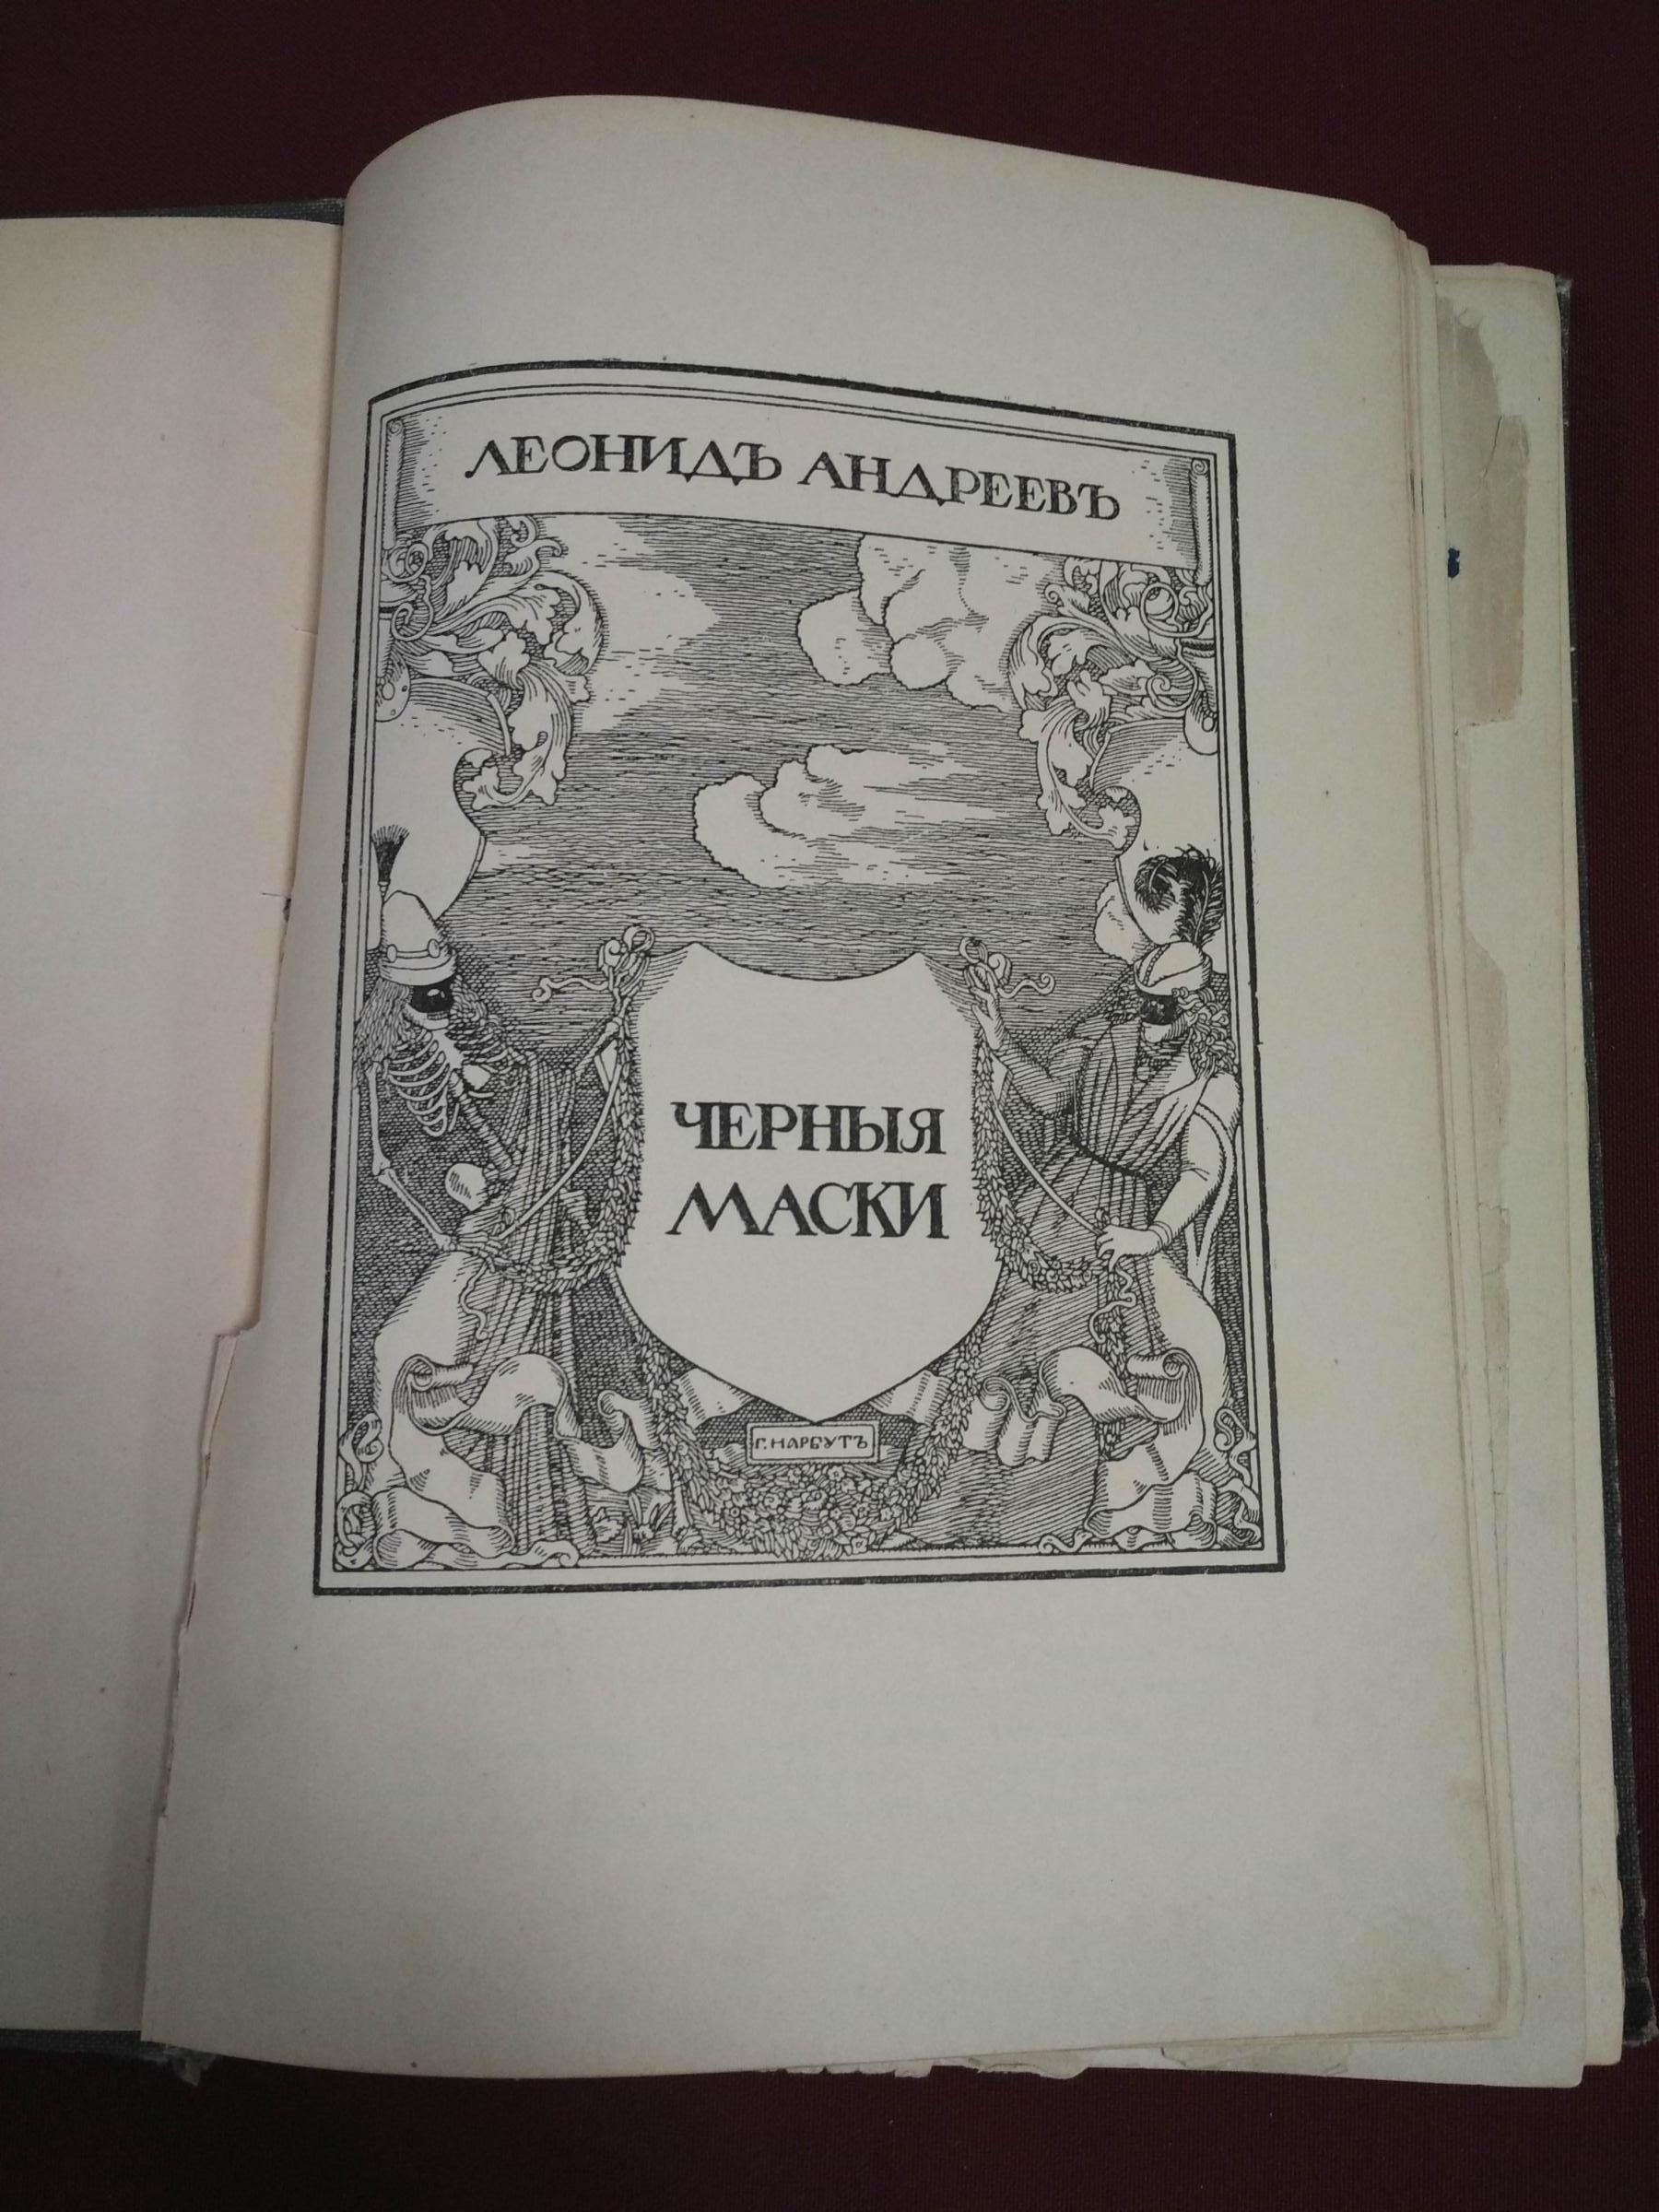 ЛЕОНИДЪ АНДРЕЕВЪ
ЧЕРНЫЯ
МАСКИ
Г. НАРБУТЪ